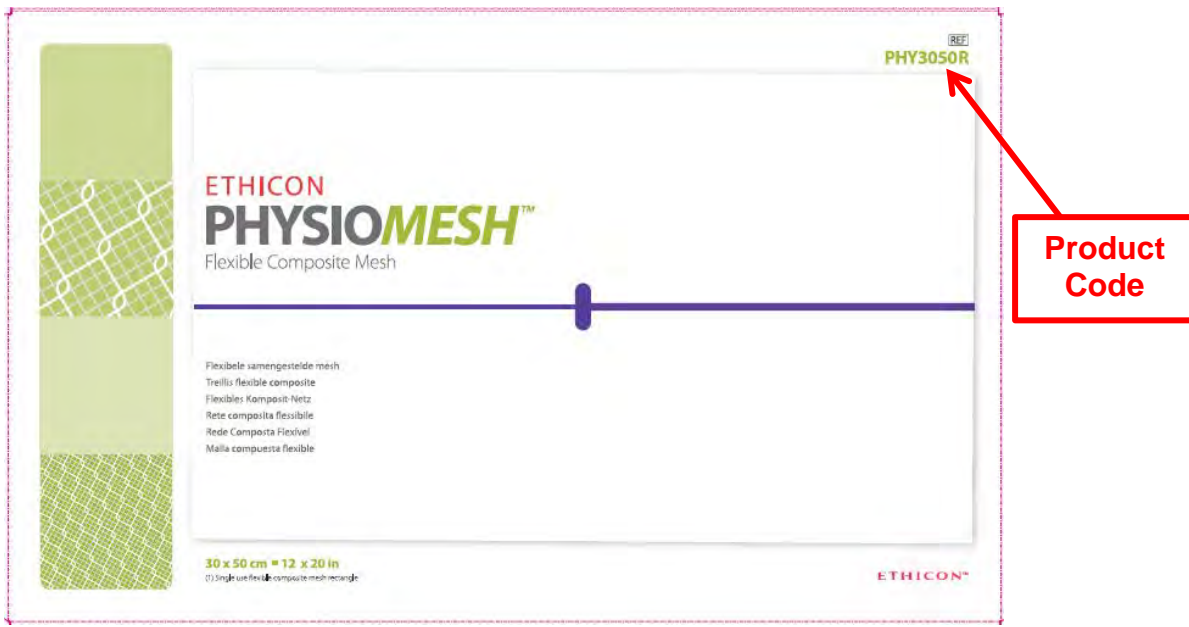 REF
PHY3050R
ETHICON
PHYSIOMESH™
Flexible Composite Mesh
Product
Code
Flexibele samengestelde mesh
Treillis flexible composite
Flexibles Komposit-Netz
Rete composita flessibile
Rede Composta Flexível
Malla compuesta flexible
30 x 50 cm = 12 x 20 in
(1) Single use flexible composite mesh rectangle
ETHICON™